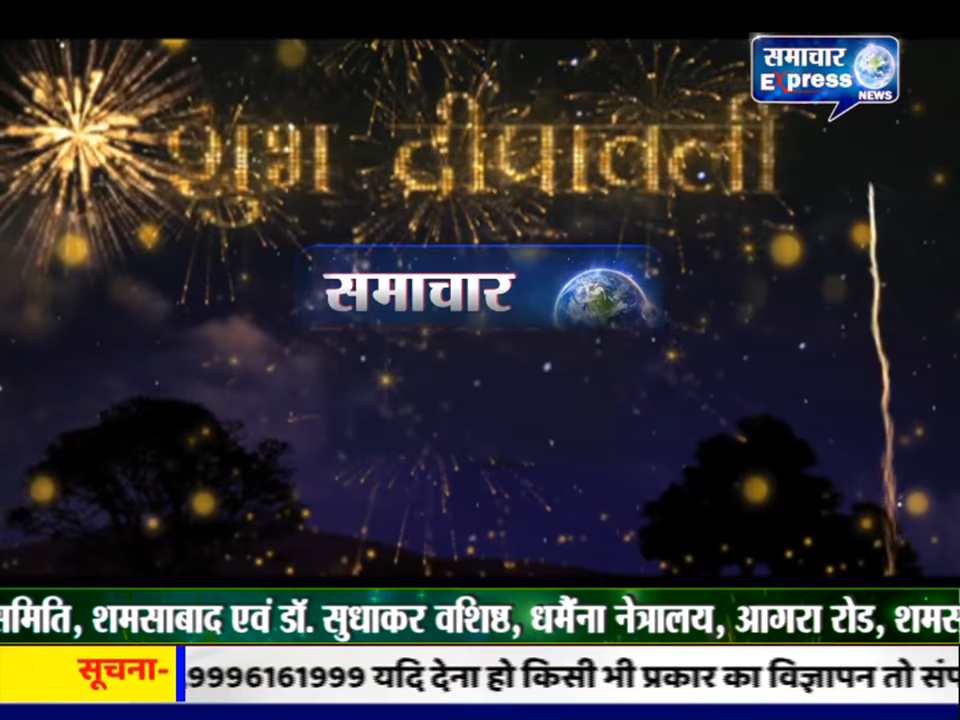 समाचार
Express
NEWS
शुभ दीपावली
समाचार
समिति, शमसाबाद एवं डॉ. सुधाकर वशिष्ठ, धर्मैंना नेत्रालय, आगरा रोड, शमस
सूचना-
9996161999 यदि देना हो किसी भी प्रकार का विज्ञापन तो संप